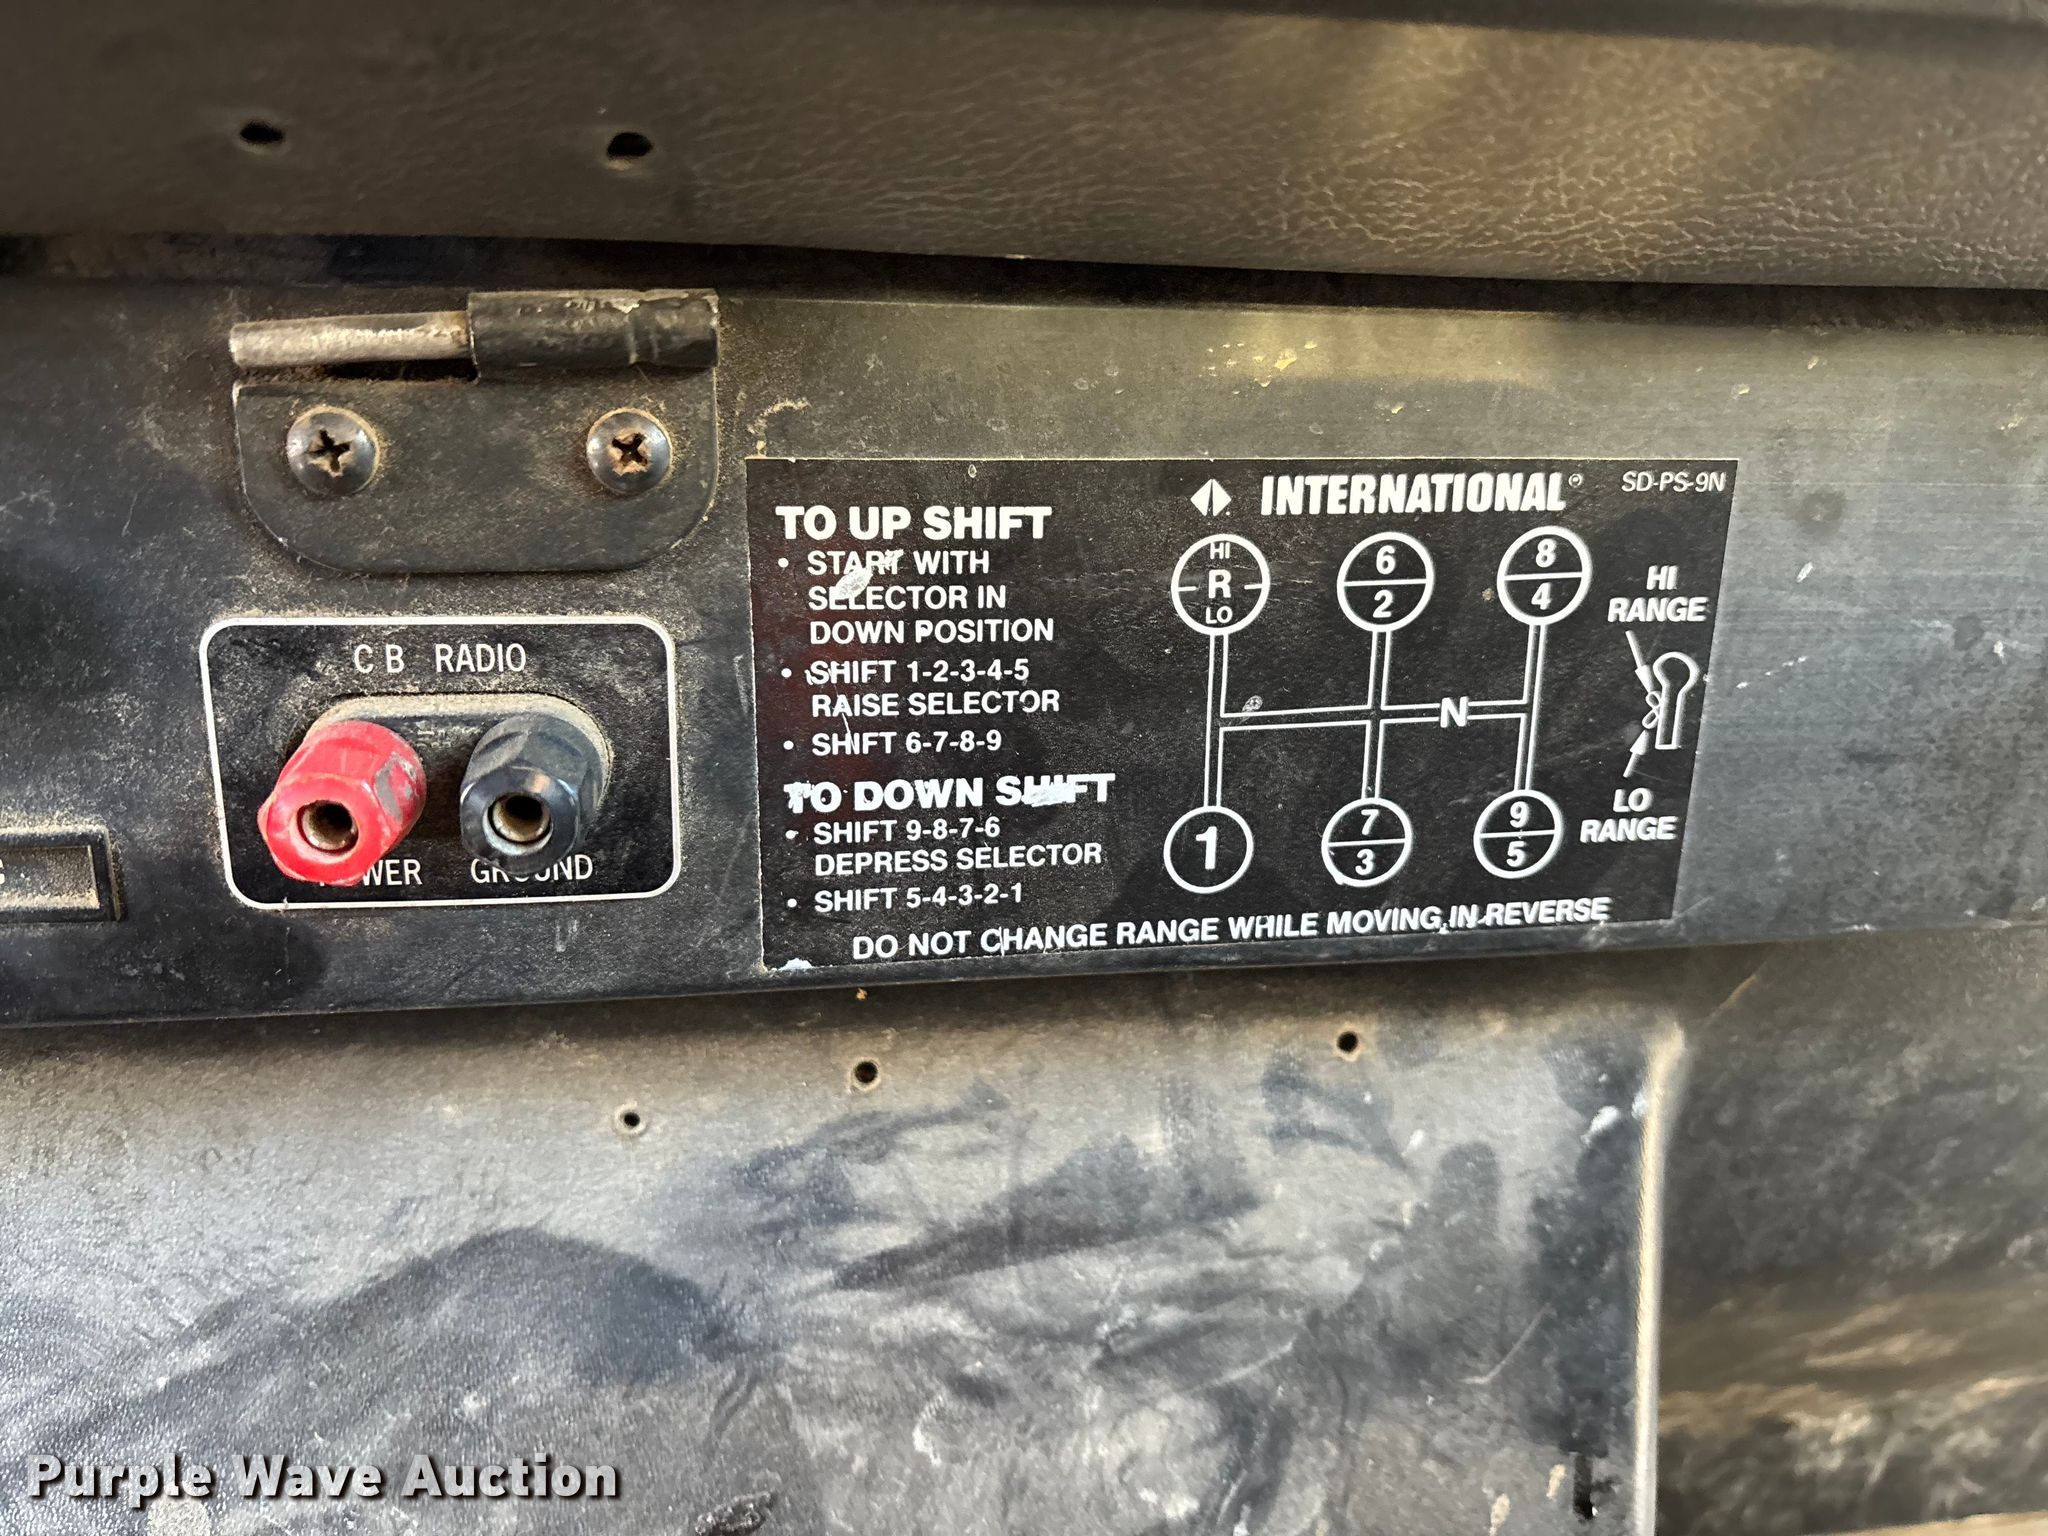 C B RADIO
POWER GROUND
INTERNATIONAL®
SD-PS-9N
TO UP SHIFT
• START WITH
SELECTOR IN
DOWN POSITION
• SHIFT 1-2-3-4-5
RAISE SELECTOR
• SHIFT 6-7-8-9
TO DOWN SHIFT
• SHIFT 9-8-7-6
DEPRESS SELECTOR
• SHIFT 5-4-3-2-1
HI
R
LO
6
2
8
4
N
1
7
3
9
5
HI
RANGE
LO
RANGE
DO NOT CHANGE RANGE WHILE MOVING IN REVERSE
Purple Wave Auction